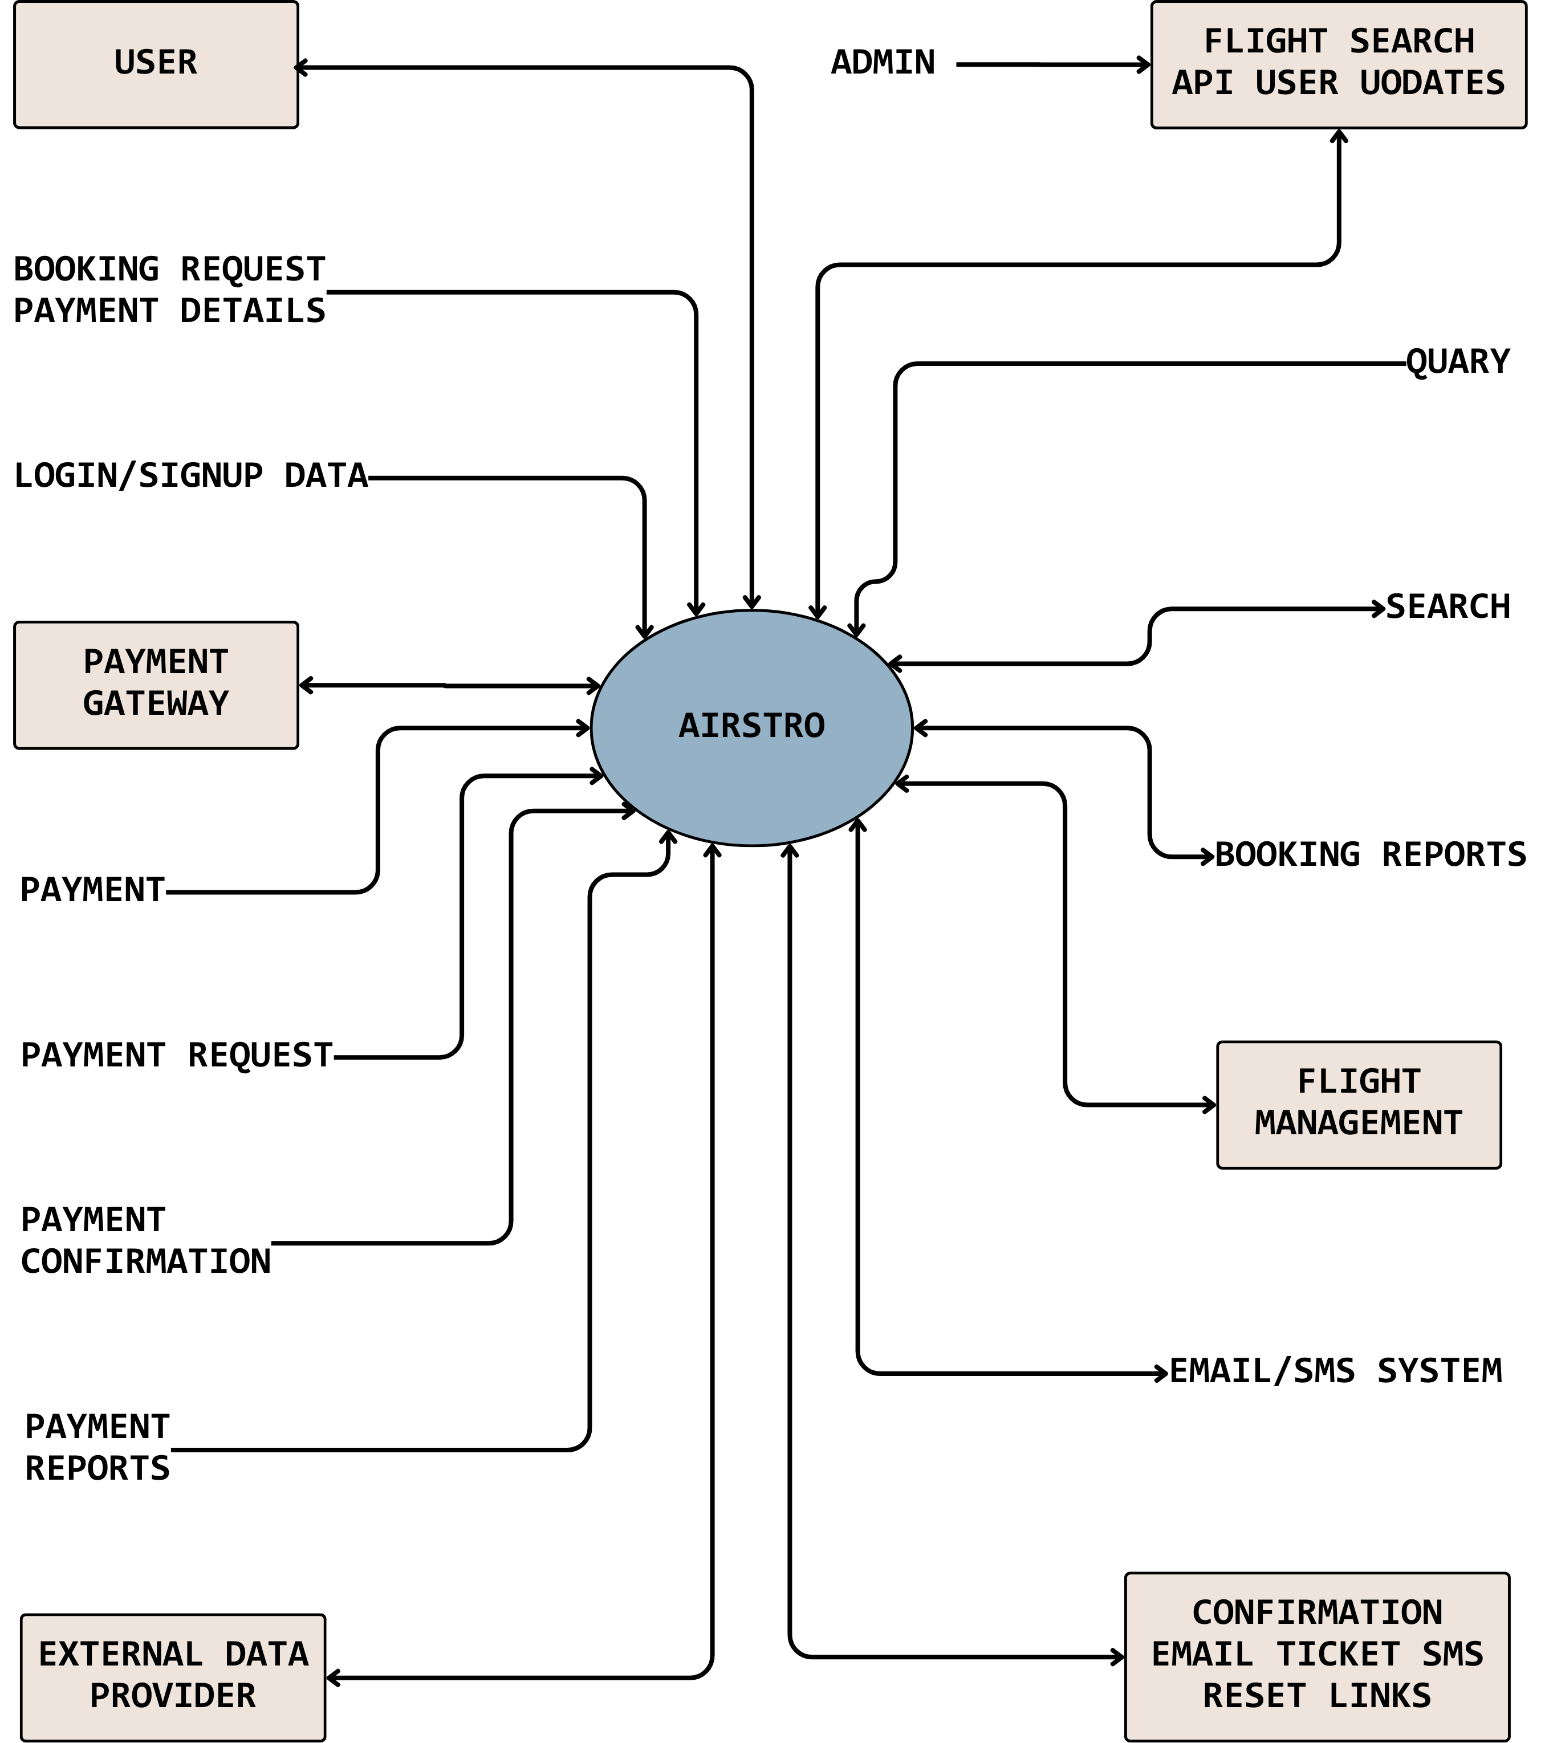 USER
ADMIN
FLIGHT SEARCH
API USER UODATES
BOOKING REQUEST
PAYMENT DETAILS
QUARY
LOGIN/SIGNUP DATA
SEARCH
PAYMENT
GATEWAY
AIRSTRO
PAYMENT
BOOKING REPORTS
PAYMENT REQUEST
FLIGHT
MANAGEMENT
PAYMENT
CONFIRMATION
EMAIL/SMS SYSTEM
PAYMENT
REPORTS
EXTERNAL DATA
PROVIDER
CONFIRMATION
EMAIL TICKET SMS
RESET LINKS